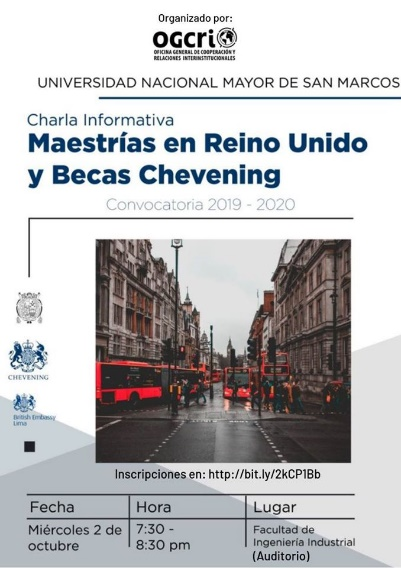 Organizado por:
OGCRI
OFICINA GENERAL DE COOPERACIÓN Y
RELACIONES INTERINSTITUCIONALES
UNIVERSIDAD NACIONAL MAYOR DE SAN MARCOS
Charla Informativa
Maestrías en Reino Unido
y Becas Chevening
Convocatoria 2019 - 2020
CHEVENING
British Embassy
Lima
Inscripciones en: http://bit.ly/2kCP1Bb
Fecha Hora Lugar
Miércoles 2 de 7:30 - Facultad de
octubre 8:30 pm Ingeniería Industrial
(Auditorio)